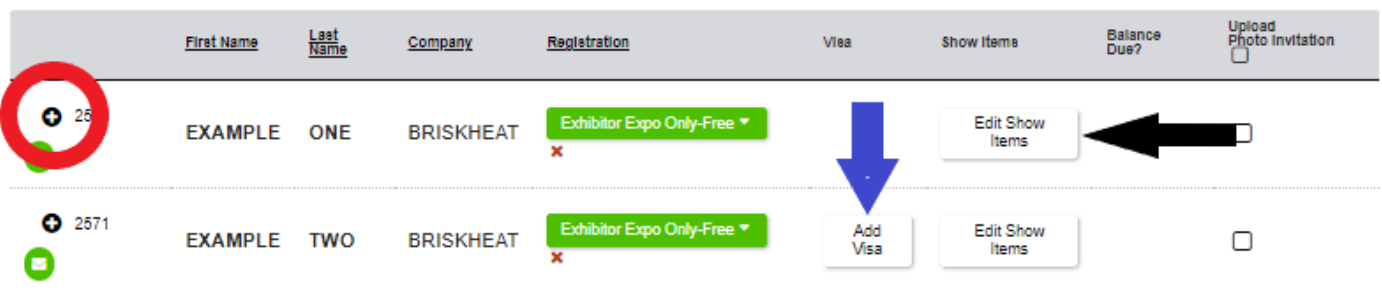 First Name Last Name Company Registration Visa Show Items Balance Due? Upload Photo Invitation
EXAMPLE ONE BRISKHEAT Exhibitor Expo Only-Free Edit Show Items
2571 EXAMPLE TWO BRISKHEAT Exhibitor Expo Only-Free Add Visa Edit Show Items